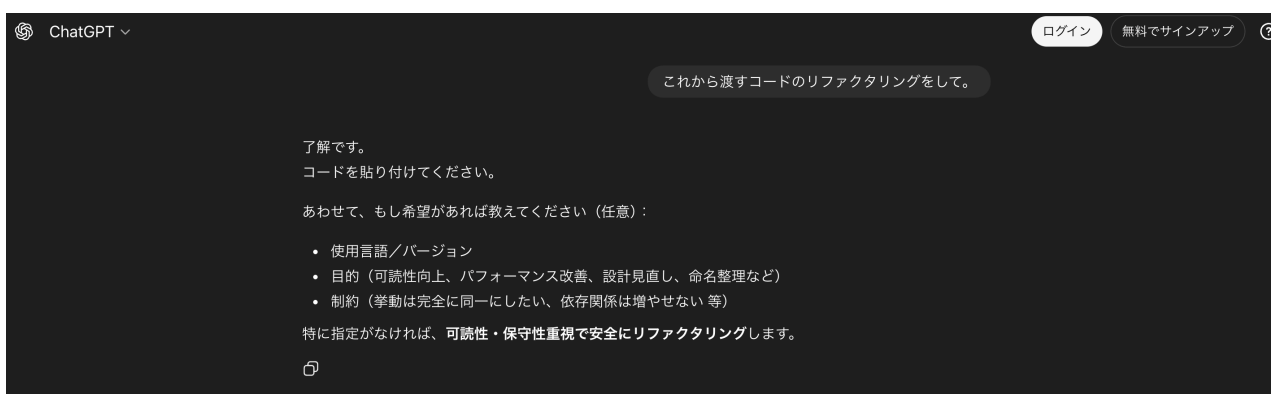 ChatGPT
ログイン
無料でサインアップ
これから渡すコードのリファクタリングをして。
了解です。
コードを貼り付けてください。
あわせて、もし希望があれば教えてください（任意）：
• 使用言語／バージョン
• 目的（可読性向上、パフォーマンス改善、設計見直し、命名整理など）
• 制約（挙動は完全に同一にしたい、依存関係は増やせない 等）
特に指定がなければ、可読性・保守性重視で安全にリファクタリングします。